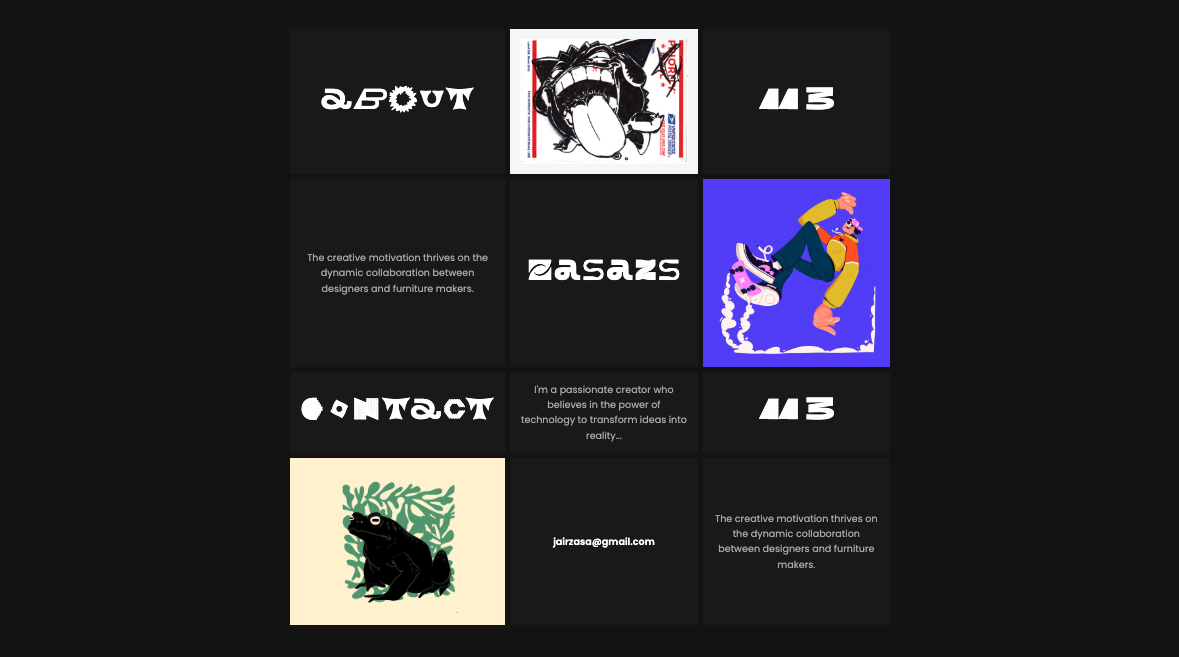 aBOUT
M3
The creative motivation thrives on the
dynamic collaboration between
designers and furniture makers.
zasazs
CONTacT
I'm a passionate creator who
believes in the power of
technology to transform ideas into
reality...
M3
jairzasa@gmail.com
The creative motivation thrives on
the dynamic collaboration
between designers and furniture
makers.